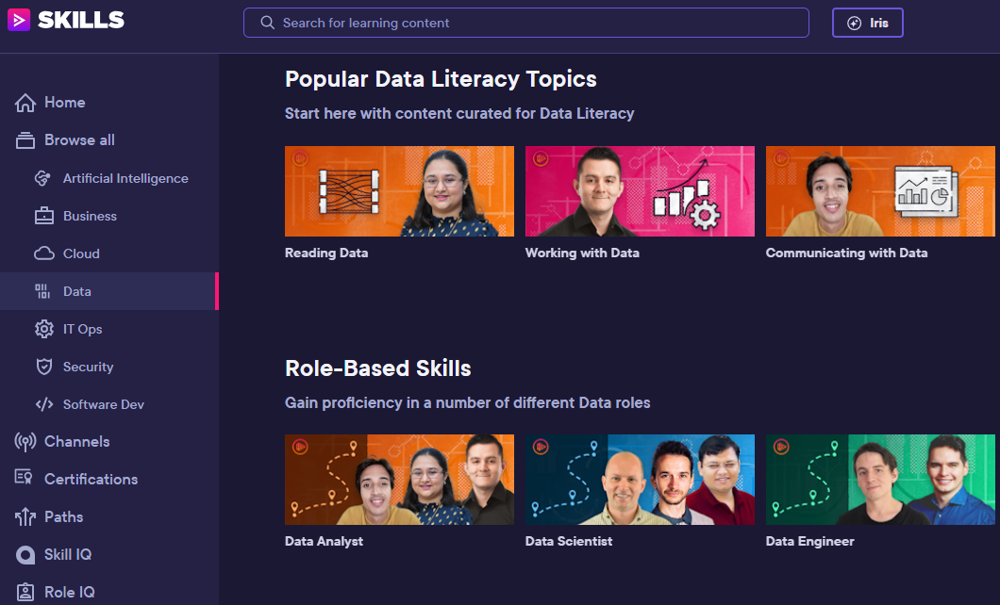 SKILLS
Search for learning content
Iris
Home
Browse all
Artificial Intelligence
Business
Cloud
Data
IT Ops
Security
Software Dev
Channels
Certifications
Paths
Skill IQ
Role IQ
Popular Data Literacy Topics
Start here with content curated for Data Literacy
Reading Data
Working with Data
Communicating with Data
Role-Based Skills
Gain proficiency in a number of different Data roles
Data Analyst
Data Scientist
Data Engineer